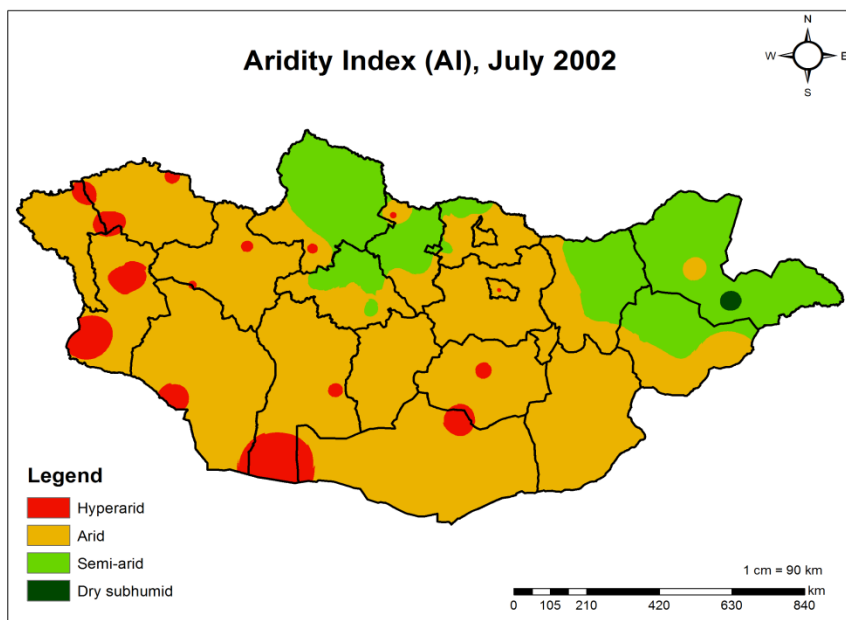 Aridity Index (AI), July 2002
N
W E
S
Legend
Hyperarid
Arid
Semi-arid
Dry subhumid
1 cm = 90 km
km
0 105 210 420 630 840